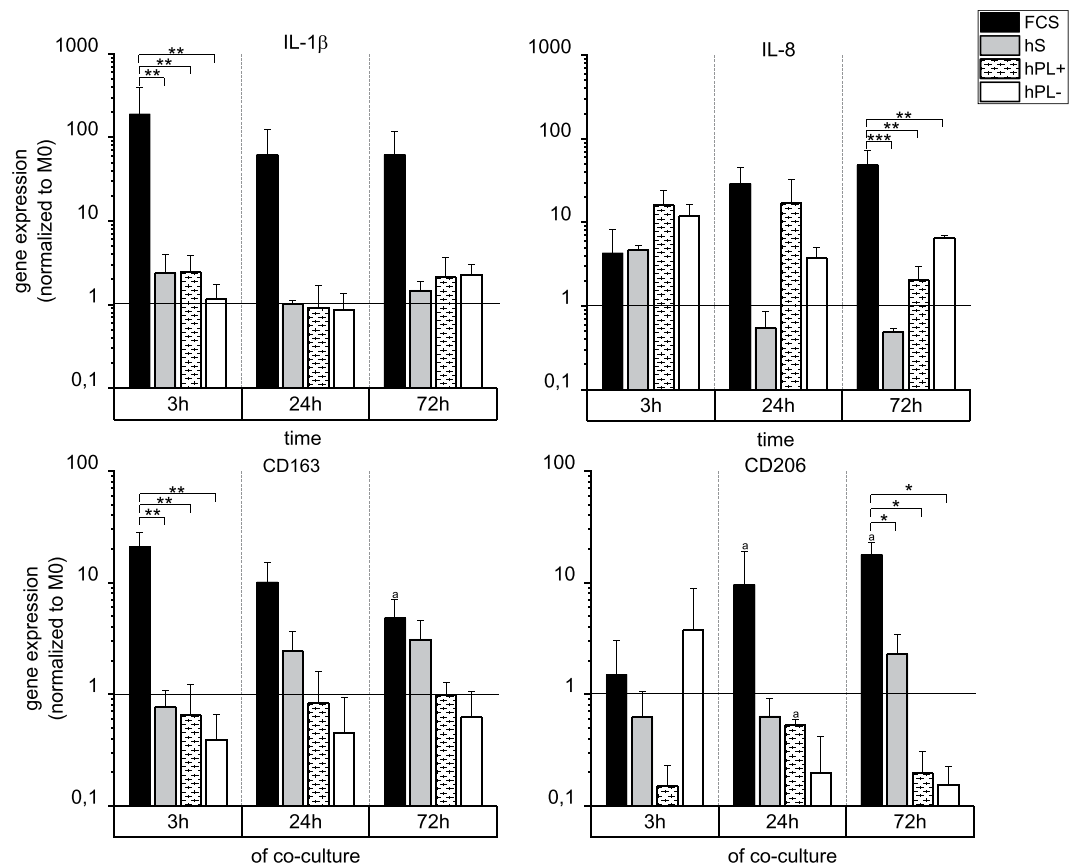 FCS
hS
hPL+
hPL-
IL-1β
1000
100
10
1
0,1
gene expression
(normalized to M0)
**
**
**
3h 24h 72h
time
IL-8
1000
100
10
1
0,1
**
**
***
3h 24h 72h
time
CD163
100
10
1
0,1
gene expression
(normalized to M0)
**
**
**
a
3h 24h 72h
of co-culture
CD206
100
10
1
0,1
*
*
*
a
a
a
3h 24h 72h
of co-culture